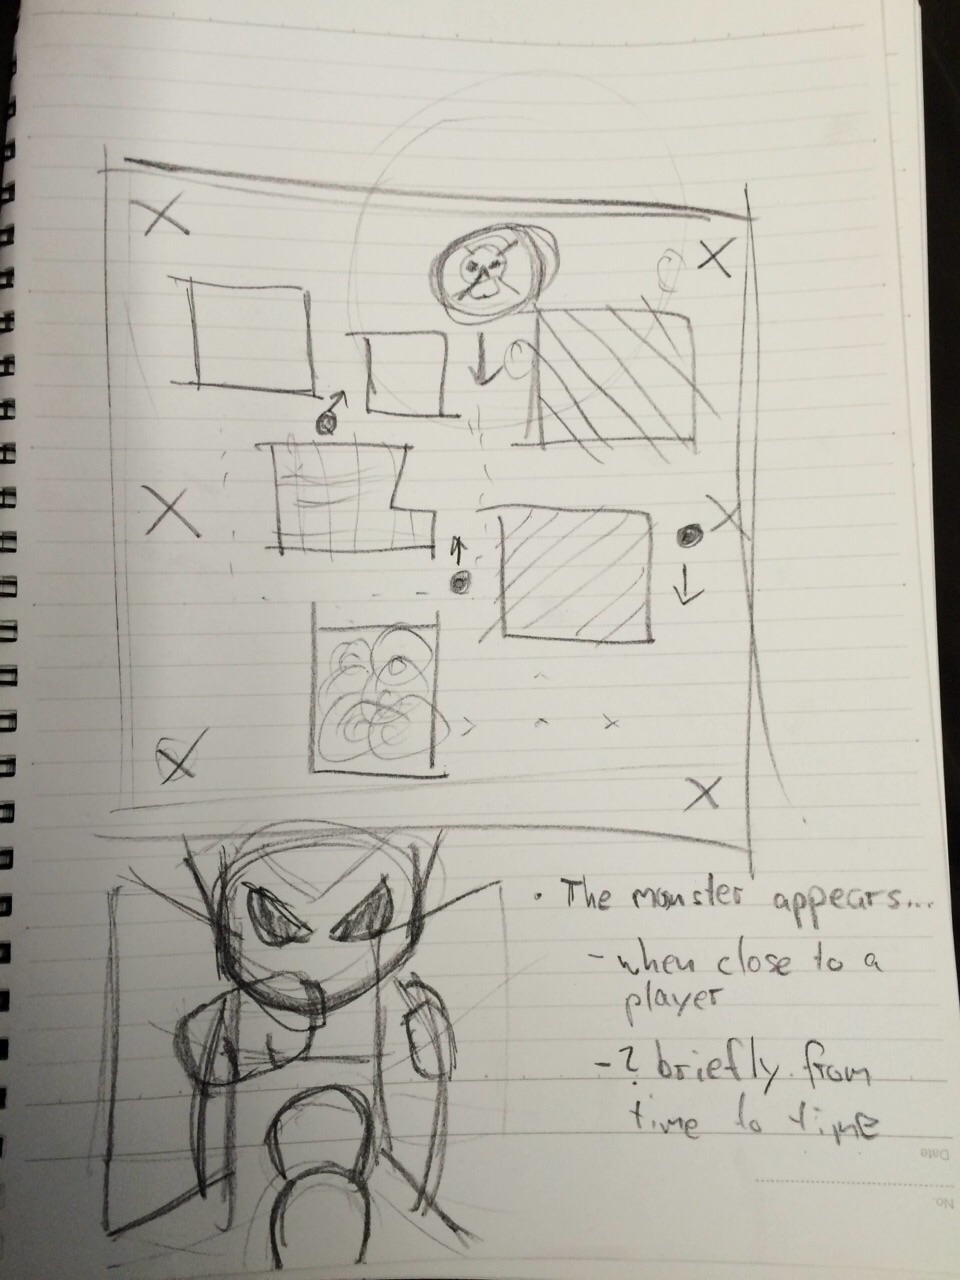 • The monster appears...
- when close to a
player
- ? briefly from
time to time
Date
No.